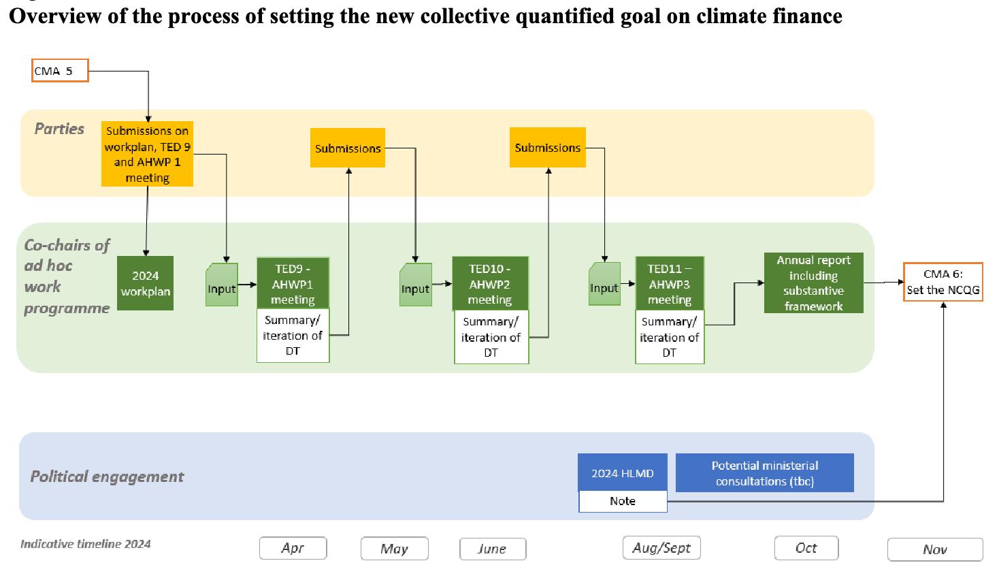 Overview of the process of setting the new collective quantified goal on climate finance
CMA 5
Parties
Submissions on
workplan, TED 9
and AHWP 1
meeting
Submissions
Submissions
Co-chairs of
ad hoc
work
programme
2024
workplan
Input
TED9 -
AHWP1
meeting
Summary/
iteration of
DT
Input
TED10 -
AHWP2
meeting
Summary/
iteration of
DT
Input
TED11 –
AHWP3
meeting
Summary/
iteration of
DT
Annual report
including
substantive
framework
CMA 6:
Set the NCQG
Political engagement
2024 HLMD
Note
Potential ministerial
consultations (tbc)
Indicative timeline 2024
Apr
May
June
Aug/Sept
Oct
Nov